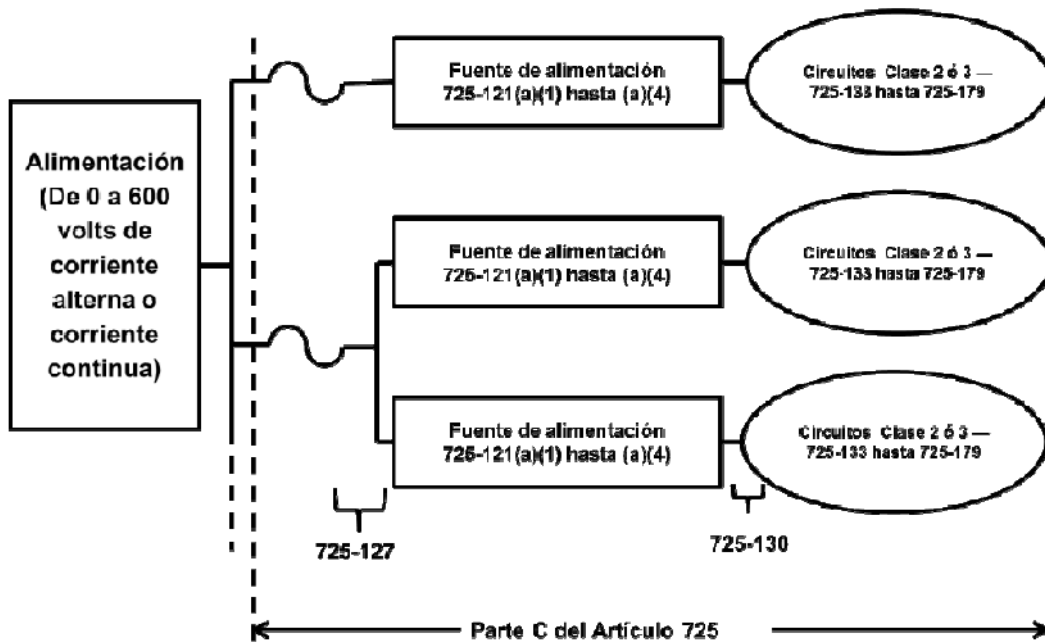 Alimentación
(De 0 a 600
volts de
corriente
alterna o
corriente
continua)
Fuente de alimentación
725-121(a)(1) hasta (a)(4)
Circuitos Clase 2 ó 3 —
725-133 hasta 725-179
Fuente de alimentación
725-121(a)(1) hasta (a)(4)
Circuitos Clase 2 ó 3 —
725-133 hasta 725-179
Fuente de alimentación
725-121(a)(1) hasta (a)(4)
Circuitos Clase 2 ó 3 —
725-133 hasta 725-179
725-127
725-130
Parte C del Artículo 725